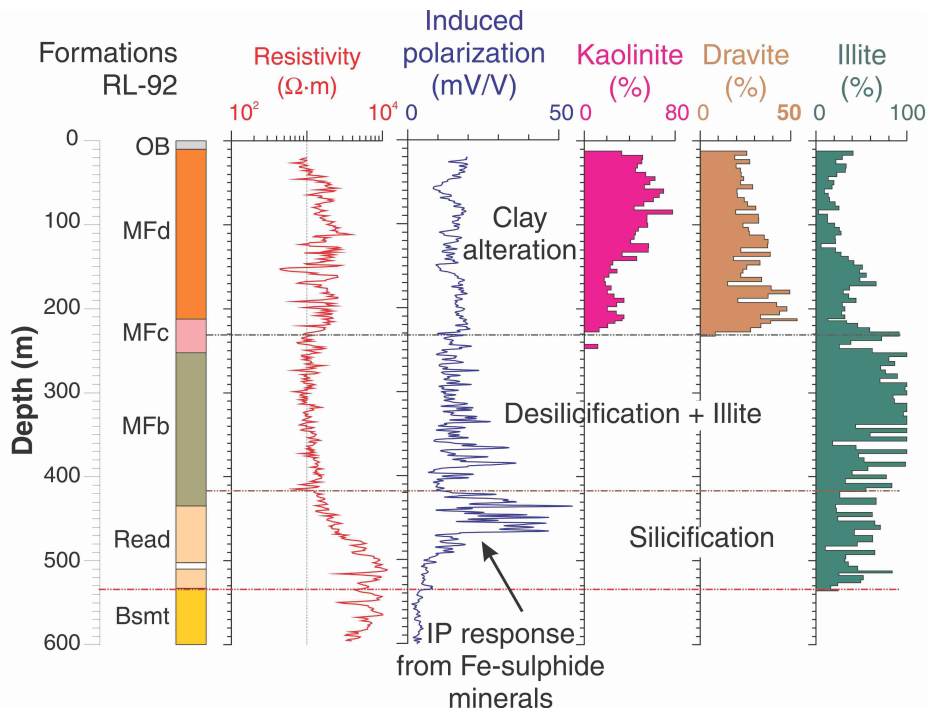 Formations
RL-92
Resistivity
(Ω·m)
10² 10⁴
Induced
polarization
(mV/V)
0 50
Kaolinite
(%)
0 80
Dravite
(%)
0 50
Illite
(%)
0 100
Depth (m)
0
100
200
300
400
500
600
OB
MFd
MFc
MFb
Read
Bsmt
Clay
alteration
Desilicification + Illite
Silicification
IP response
from Fe-sulphide
minerals